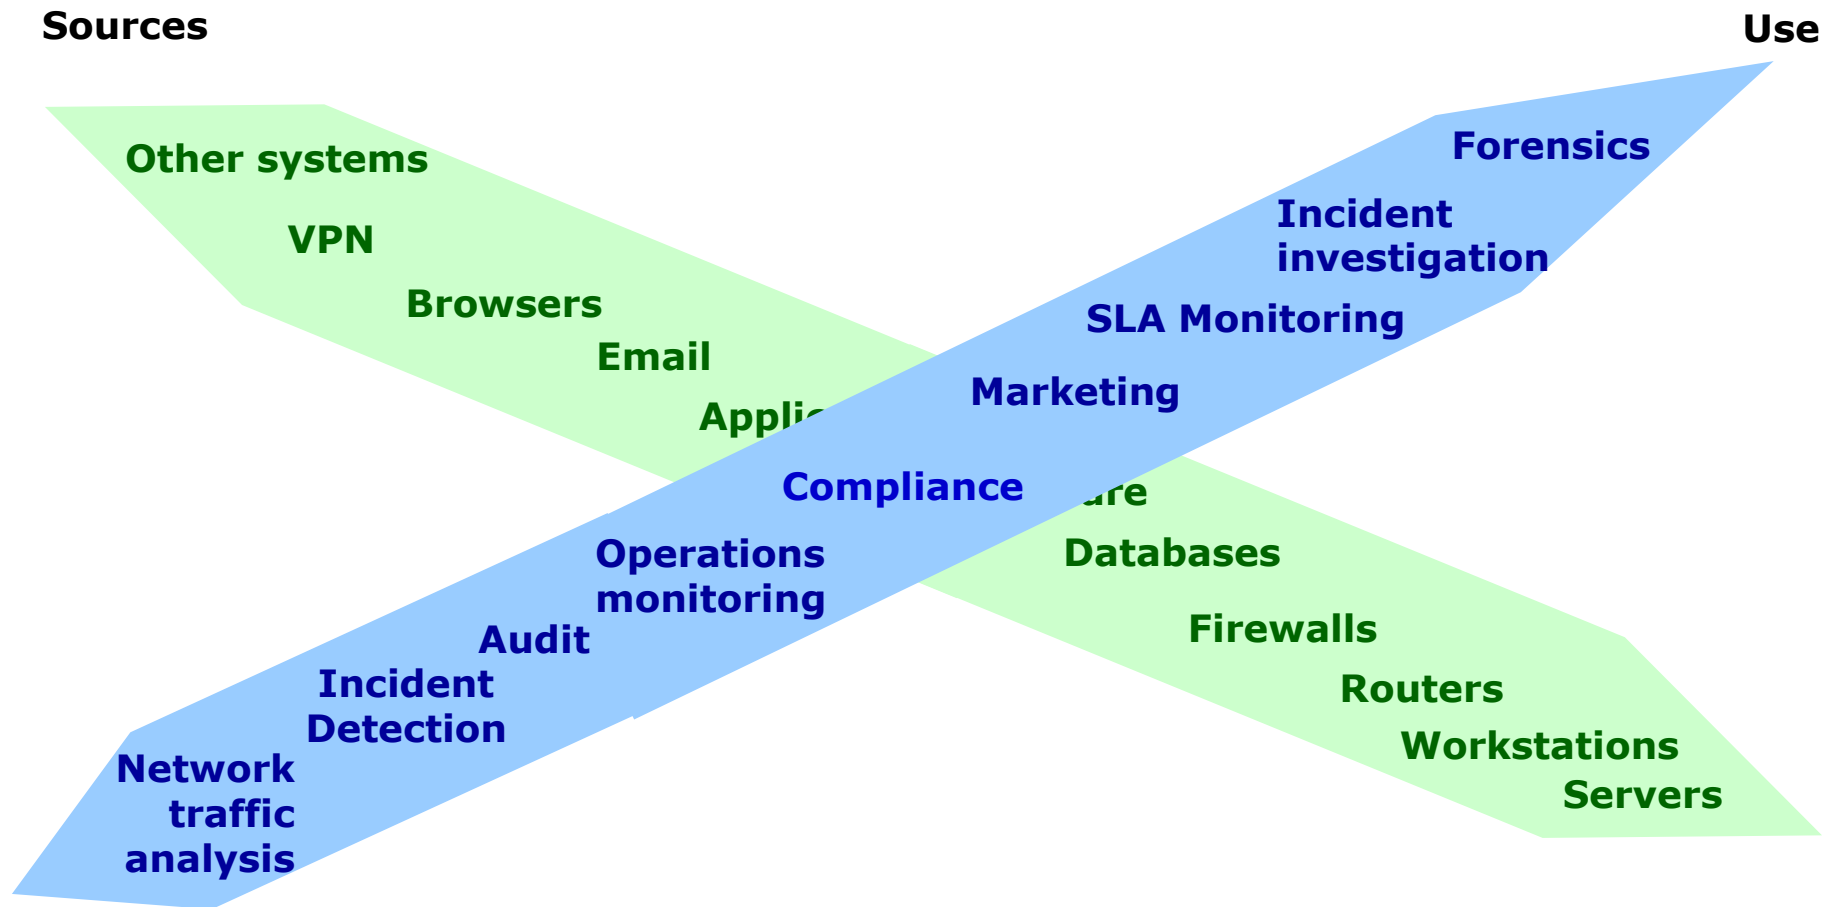 Sources
Use
Other systems
VPN
Browsers
Email
Forensics
Incident
investigation
SLA Monitoring
Marketing
Compliance
Operations
monitoring
Audit
Incident
Detection
Network
traffic
analysis
Databases
Firewalls
Routers
Workstations
Servers